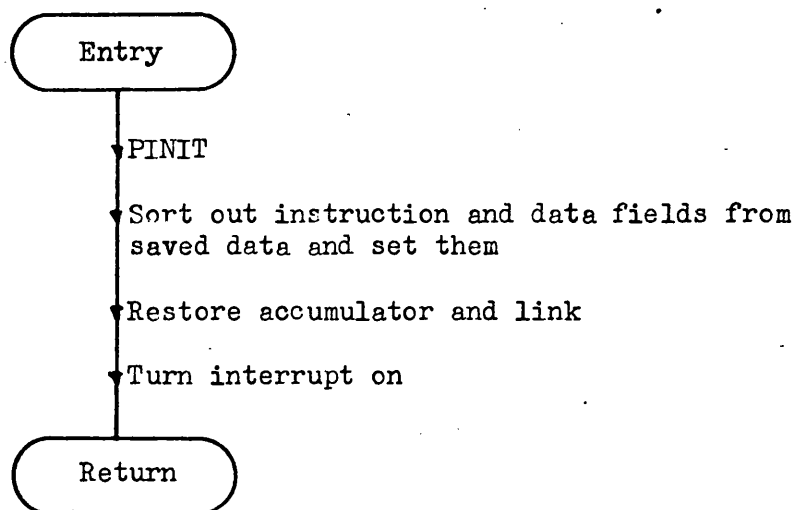 Entry
PINIT
Sort out instruction and data fields from
saved data and set them
Restore accumulator and link
Turn interrupt on
Return